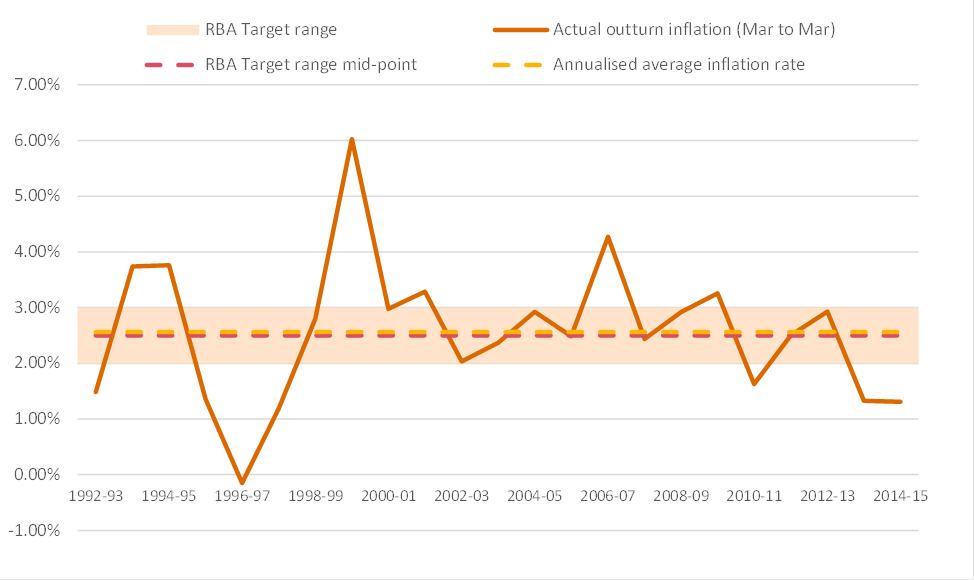 RBA Target range
Actual outturn inflation (Mar to Mar)
RBA Target range mid-point
Annualised average inflation rate
7.00%
6.00%
5.00%
4.00%
3.00%
2.00%
1.00%
0.00%
1992-93 1994-95 1996-97 1998-99 2000-01 2002-03 2004-05 2006-07 2008-09 2010-11 2012-13 2014-15
-1.00%